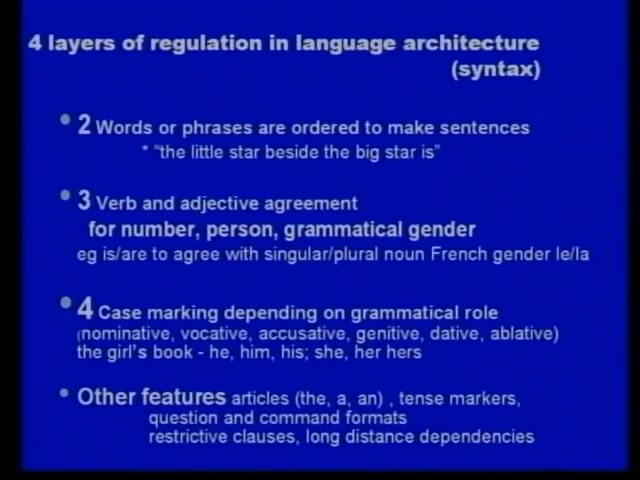 4 layers of regulation in language architecture
(syntax)
• 2 Words or phrases are ordered to make sentences
* "the little star beside the big star is"
• 3 Verb and adjective agreement
for number, person, grammatical gender
eg is/are to agree with singular/plural noun French gender le/la
• 4 Case marking depending on grammatical role
(nominative, vocative, accusative, genitive, dative, ablative)
the girl's book - he, him, his; she, her hers
• Other features articles (the, a, an) , tense markers,
question and command formats
restrictive clauses, long distance dependencies